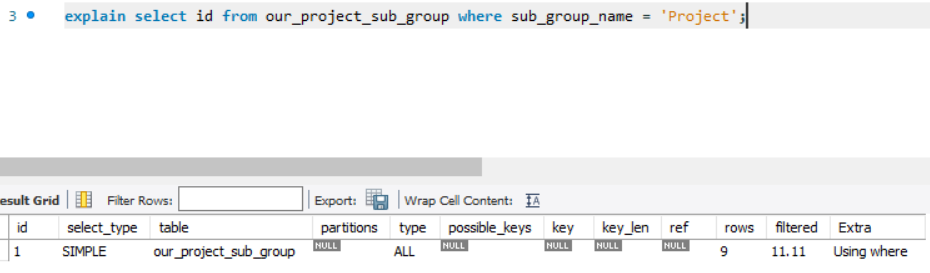 3 explain select id from our_project_sub_group where sub_group_name = 'Project';
esult Grid Filter Rows: Export: Wrap Cell Content: IA
id select_type table partitions type possible_keys key key_len ref rows filtered Extra
1 SIMPLE our_project_sub_group NULL ALL NULL NULL NULL NULL 9 11.11 Using where